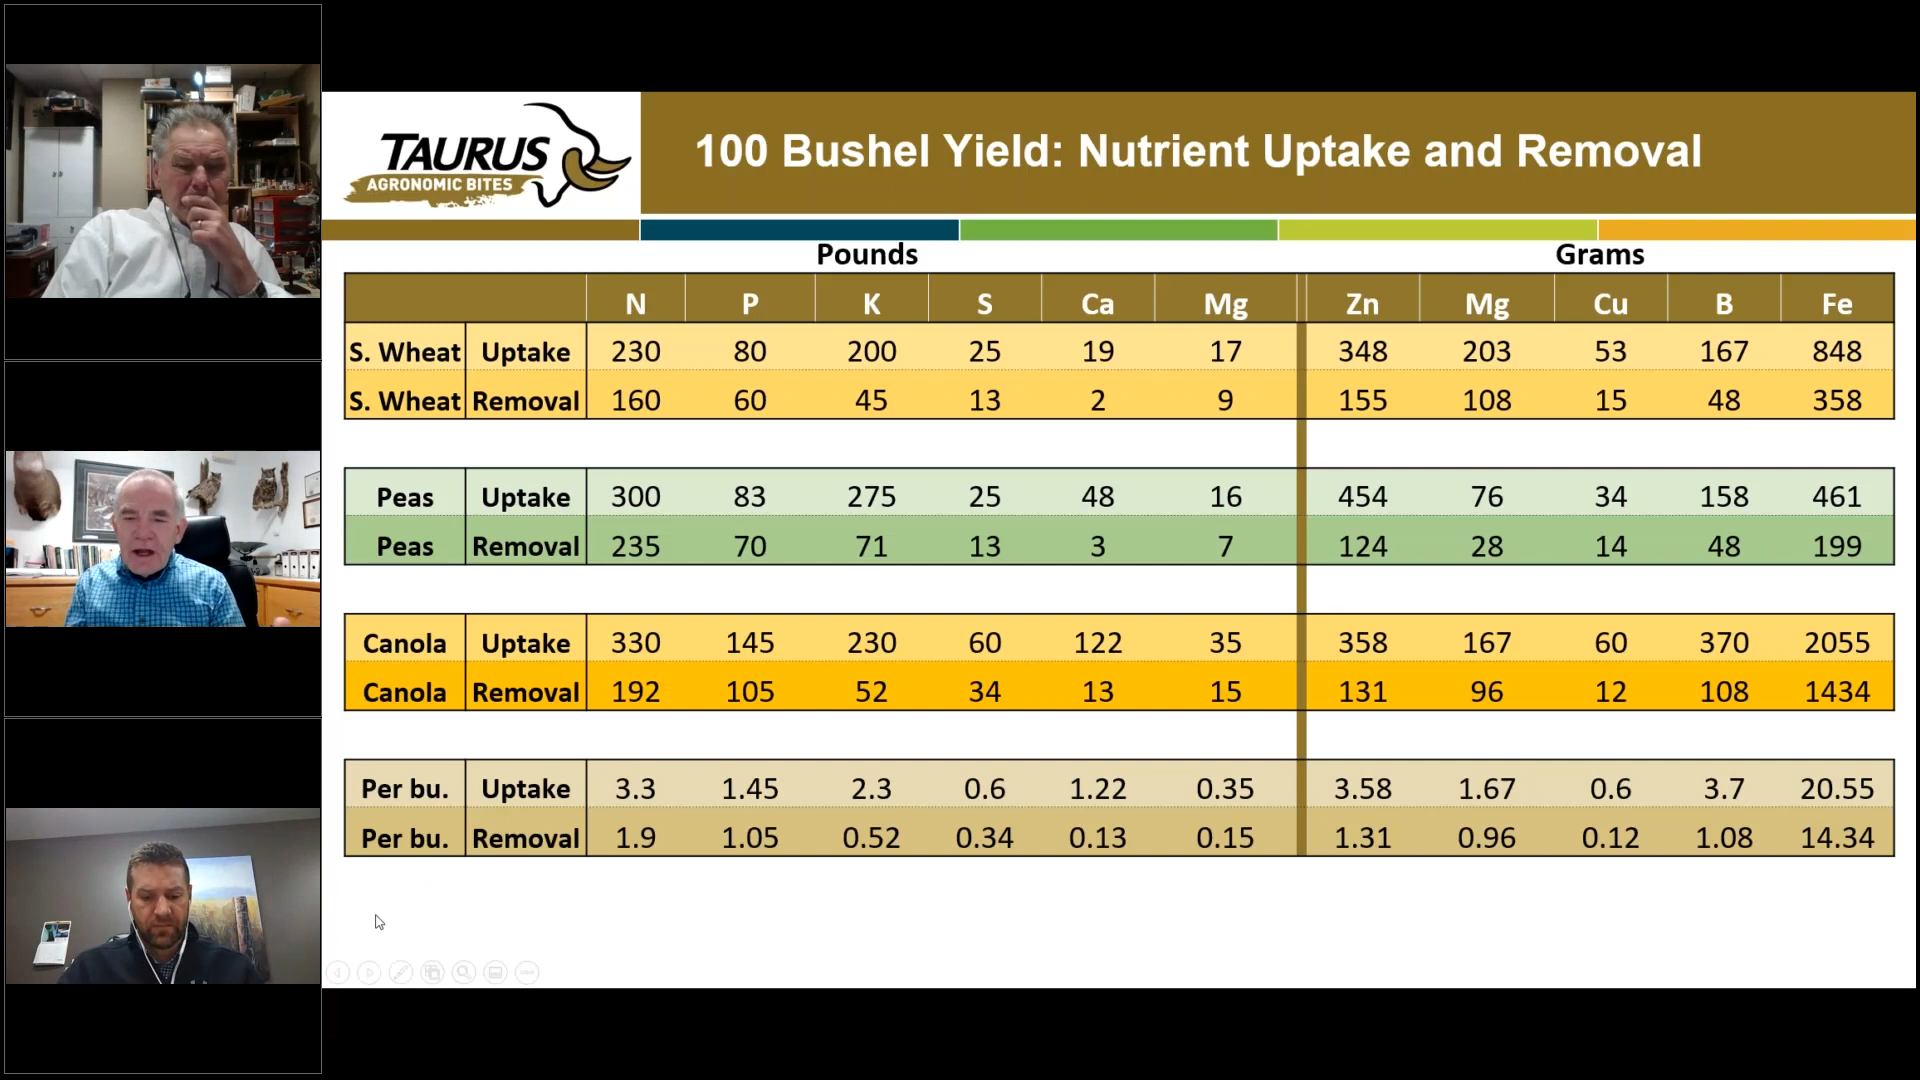 TAURUS
AGRONOMIC BITES
100 Bushel Yield: Nutrient Uptake and Removal
Pounds Grams
N P K S Ca Mg Zn Mg Cu B Fe
S. Wheat Uptake 230 80 200 25 19 17 348 203 53 167 848
S. Wheat Removal 160 60 45 13 2 9 155 108 15 48 358
Peas Uptake 300 83 275 25 48 16 454 76 34 158 461
Peas Removal 235 70 71 13 3 7 124 28 14 48 199
Canola Uptake 330 145 230 60 122 35 358 167 60 370 2055
Canola Removal 192 105 52 34 13 15 131 96 12 108 1434
Per bu. Uptake 3.3 1.45 2.3 0.6 1.22 0.35 3.58 1.67 0.6 3.7 20.55
Per bu. Removal 1.9 1.05 0.52 0.34 0.13 0.15 1.31 0.96 0.12 1.08 14.34